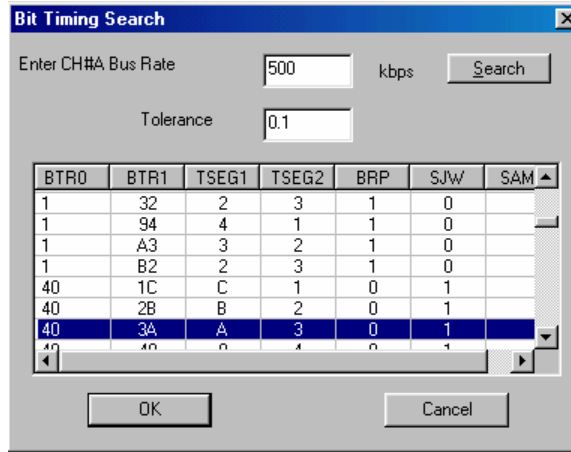 Bit Timing Search
Enter CH#A Bus Rate 500 kbps Search
Tolerance 0.1
BTR0 BTR1 TSEG1 TSEG2 BRP SJW SAM
1 32 2 3 1 0
1 94 4 1 1 0
1 A3 3 2 1 0
1 B2 2 3 1 0
40 1C C 1 0 1
40 2B B 2 0 1
40 3A A 3 0 1
OK Cancel